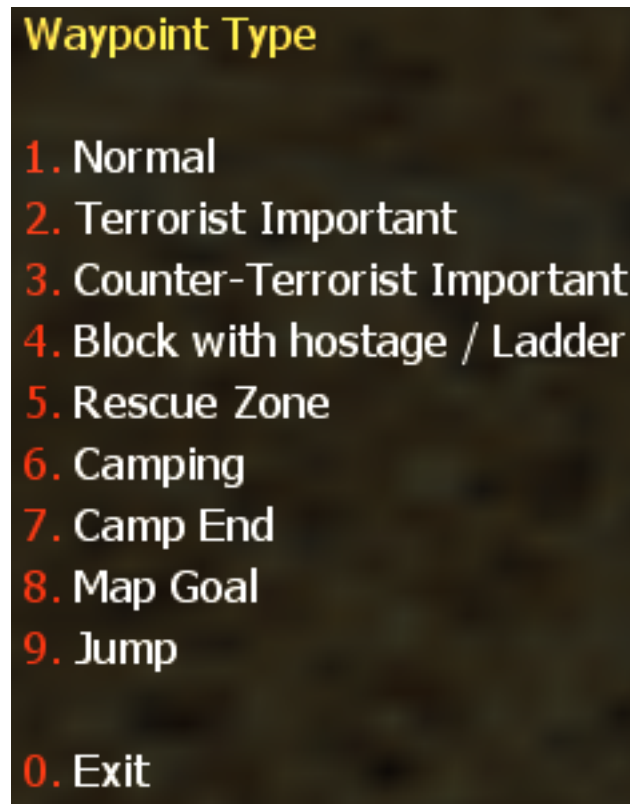 Waypoint Type
1. Normal
2. Terrorist Important
3. Counter-Terrorist Important
4. Block with hostage / Ladder
5. Rescue Zone
6. Camping
7. Camp End
8. Map Goal
9. Jump
0. Exit